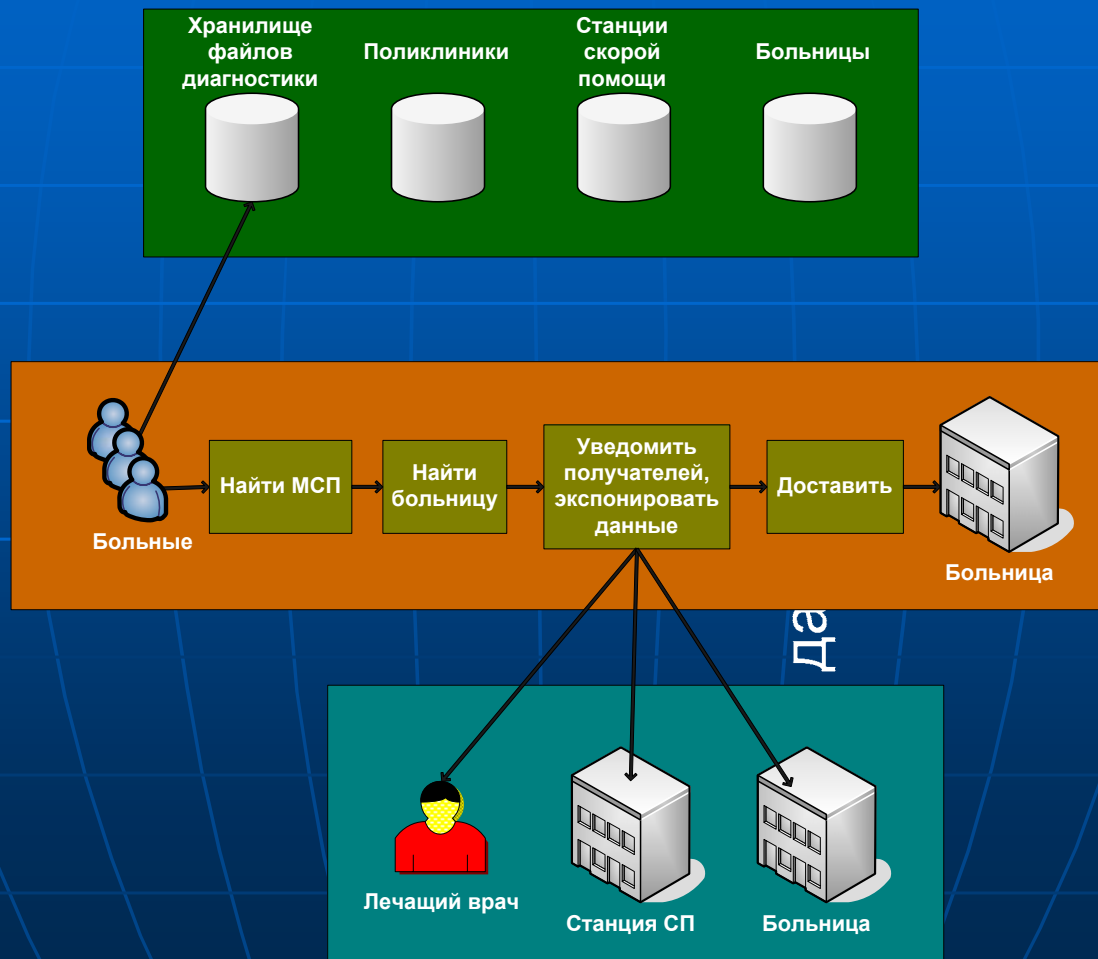 Хранилище
файлов
диагностики
Поликлиники
Станции
скорой
помощи
Больницы
Больные
Найти МСП
Найти
больницу
Уведомить
получателей,
экспонировать
данные
Доставить
Больница
Да
Лечащий врач
Станция СП
Больница